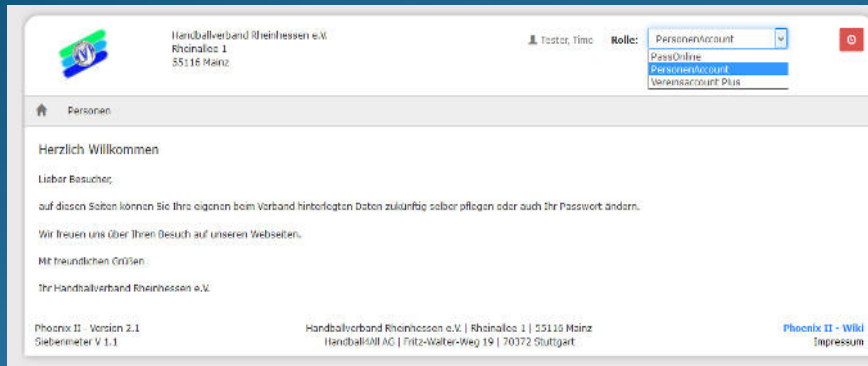 Handballverband Rheinhessen e.V.
Rheinallee 1
55116 Mainz
Tester, Timo
Rolle:
PersonenAccount
PassOnline
PersonenAccount
Vereinsaccount Plus
Personen
Herzlich Willkommen
Lieber Besucher,
auf diesen Seiten können Sie Ihre eigenen beim Verband hinterlegten Daten zukünftig selber pflegen oder auch Ihr Passwort ändern.
Wir freuen uns über Ihren Besuch auf unseren Webseiten.
Mit freundlichen Grüßen
Ihr Handballverband Rheinhessen e.V.
Phoenix II - Version 2.1
Handballverband Rheinhessen e.V. | Rheinallee 1 | 55116 Mainz
Phoenix II - Wiki
Siebenmeter V 1.1
Handball4All AG | Fritz-Walter-Weg 19 | 70372 Stuttgart
Impressum